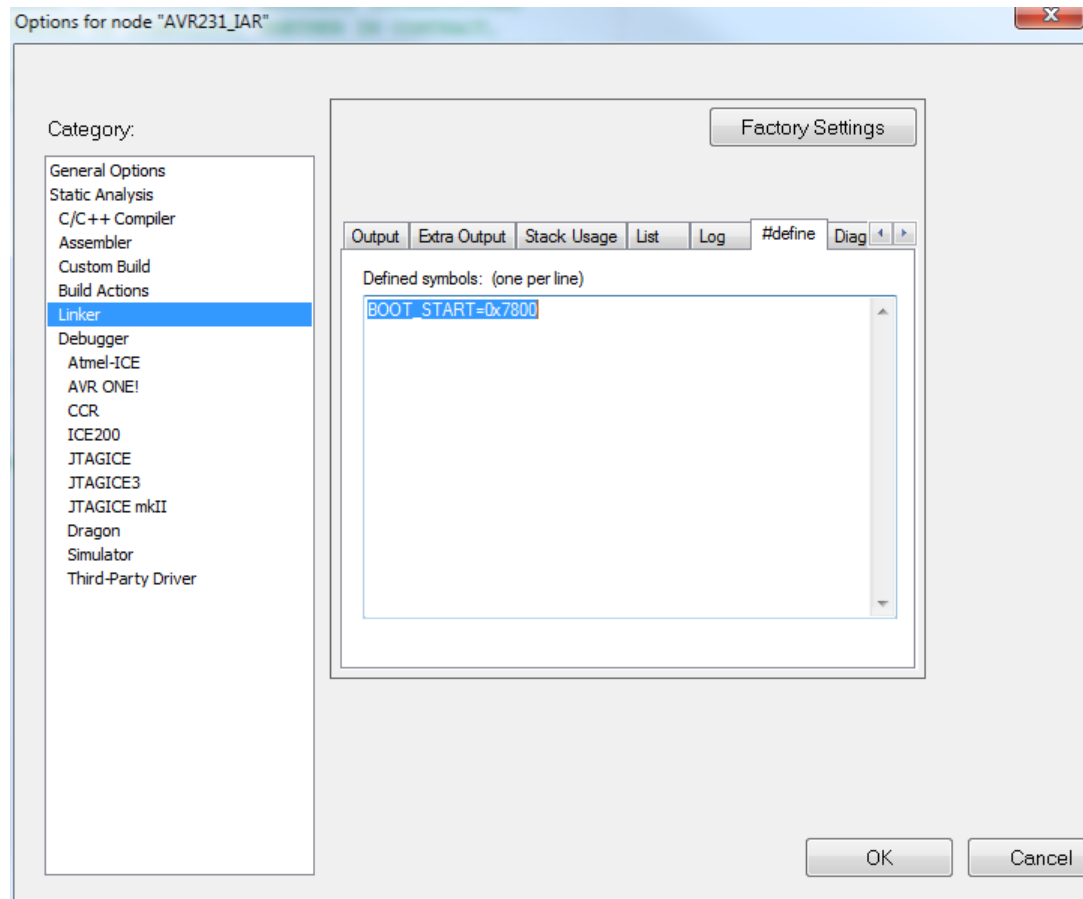 Options for node "AVR231_IAR"
Category:
Factory Settings
General Options
Static Analysis
C/C++ Compiler
Assembler
Custom Build
Build Actions
Linker
Debugger
Atmel-ICE
AVR ONE!
CCR
ICE200
JTAGICE
JTAGICE3
JTAGICE mkII
Dragon
Simulator
Third-Party Driver
Output Extra Output Stack Usage List Log #define Diag
Defined symbols: (one per line)
BOOT_START=0x7800
OK Cancel